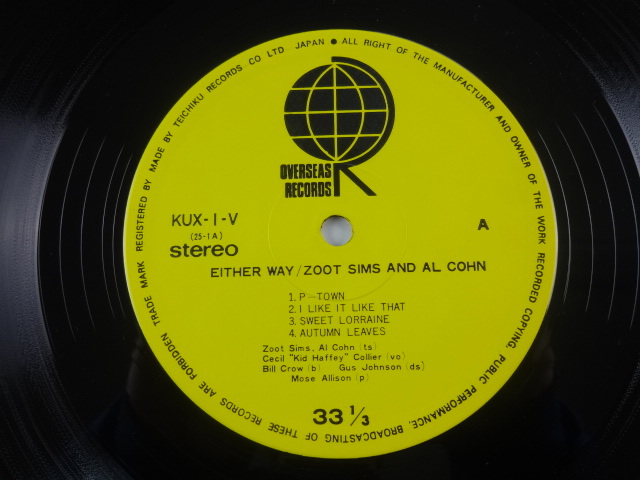 TRADE MARK REGISTERED BY MADE BY TEICHIKU RECORDS CO LTD. JAPAN ● ALL RIGHT OF THE MANUFACTURER AND OWNER OF THE WORK RECORDED COPYING, PUBLIC PERFORMANCE, BROADCASTING OF THESE RECORDS ARE FORBIDDEN
OVERSEAS
RECORDS
KUX-1-V
(25-1A)
stereo
A
EITHER WAY/ZOOT SIMS AND AL COHN
1. P-TOWN
2. I LIKE IT LIKE THAT
3. SWEET LORRAINE
4. AUTUMN LEAVES
Zoot Sims, Al Cohn (ts)
Cecil "Kid Haffey" Collier (vo)
Bill Crow (b) Gus Johnson (ds)
Mose Allison (p)
33 1/3